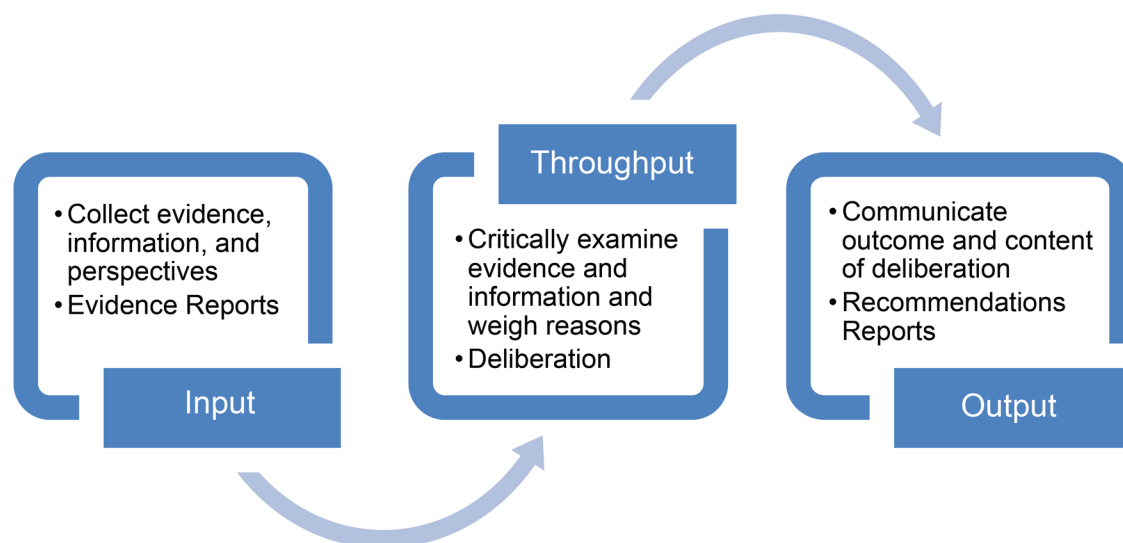 • Collect evidence,
information, and
perspectives
• Evidence Reports
Input
Throughput
• Critically examine
evidence and
information and
weigh reasons
• Deliberation
• Communicate
outcome and content
of deliberation
• Recommendations
Reports
Output